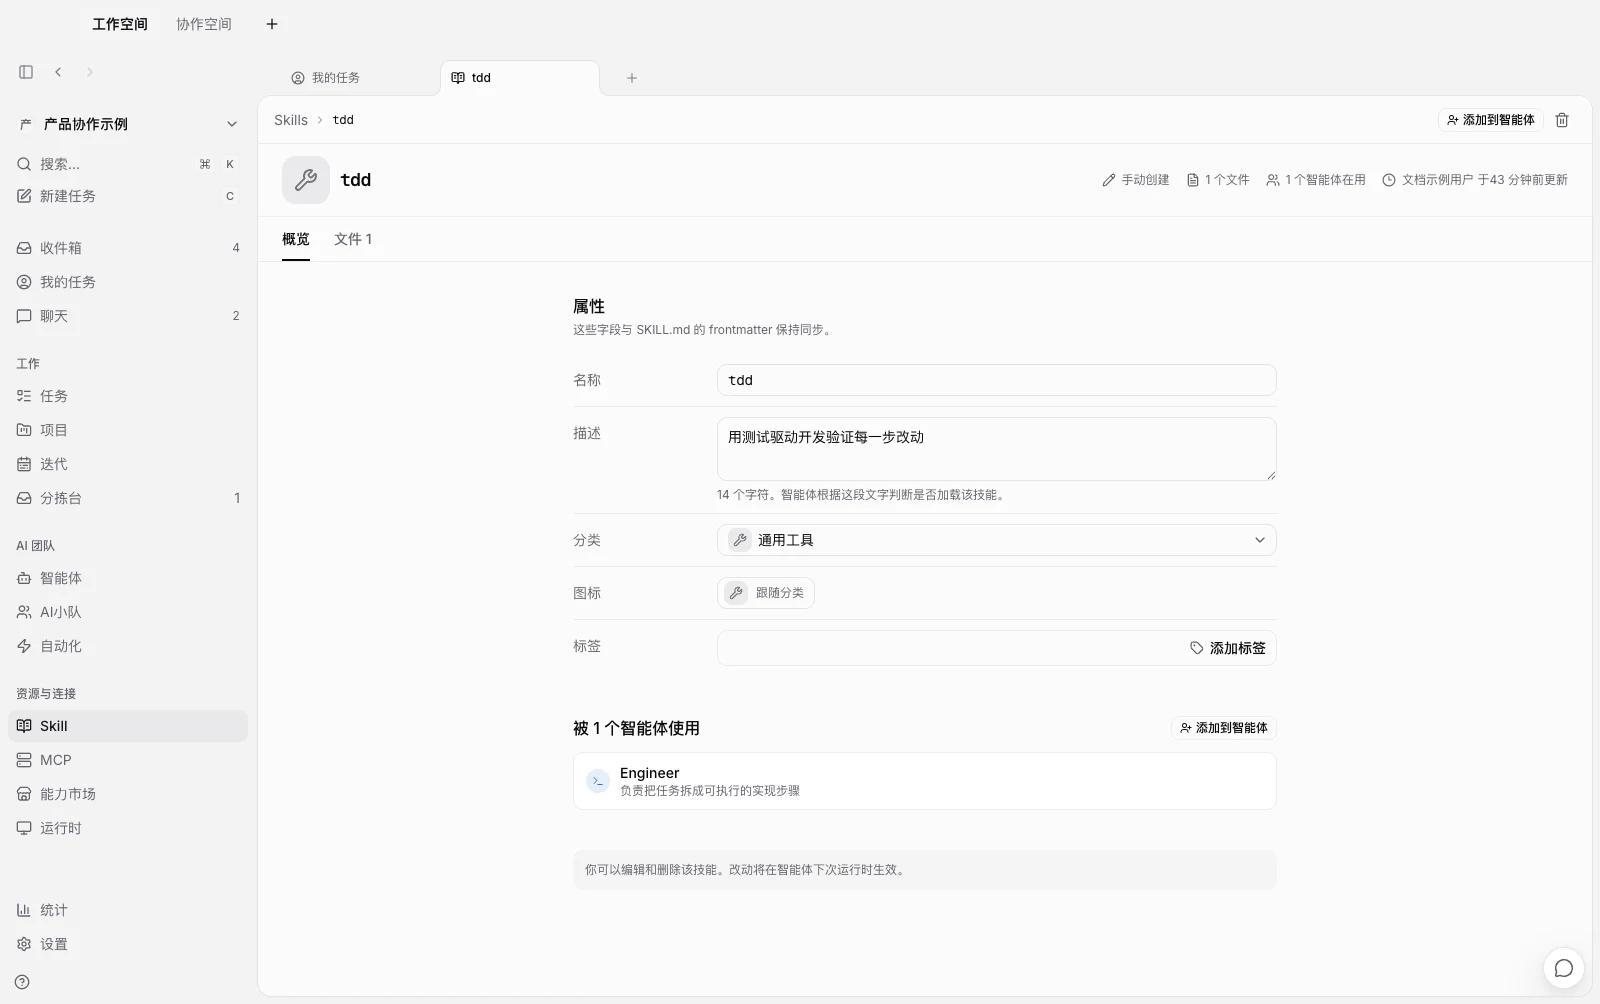 工作空间
协作空间
我的任务
tdd
产 产品协作示例
搜索... ⌘ K
新建任务 C
收件箱 4
我的任务
聊天 2
工作
任务
项目
迭代
分拣台 1
AI 团队
智能体
AI小队
自动化
资源与连接
Skill
MCP
能力市场
运行时
统计
设置
Skills > tdd
添加到智能体
tdd
手动创建 1 个文件 1 个智能体在用 文档示例用户 于43 分钟前更新
概览 文件 1
属性
这些字段与 SKILL.md 的 frontmatter 保持同步。
名称 tdd
描述 用测试驱动开发验证每一步改动
14 个字符。智能体根据这段文字判断是否加载该技能。
分类 通用工具
图标 跟随分类
标签 添加标签
被 1 个智能体使用 添加到智能体
Engineer
负责把任务拆成可执行的实现步骤
你可以编辑和删除该技能。改动将在智能体下次运行时生效。